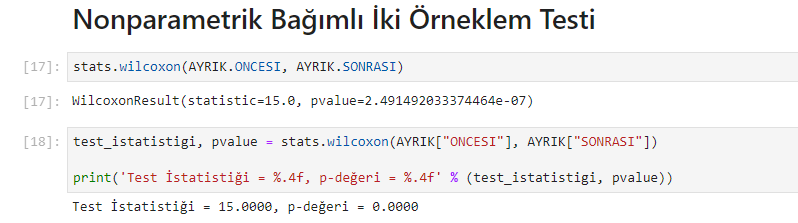 Nonparametrik Bağımlı İki Örneklem Testi
[17]: stats.wilcoxon(AYRIK.ONCESI, AYRIK.SONRASI)
[17]: WilcoxonResult(statistic=15.0, pvalue=2.491492033374464e-07)
[18]: test_istatistigi, pvalue = stats.wilcoxon(AYRIK["ONCESI"], AYRIK["SONRASI"])
print('Test İstatistiği = %.4f, p-değeri = %.4f' % (test_istatistigi, pvalue))
Test İstatistiği = 15.0000, p-değeri = 0.0000